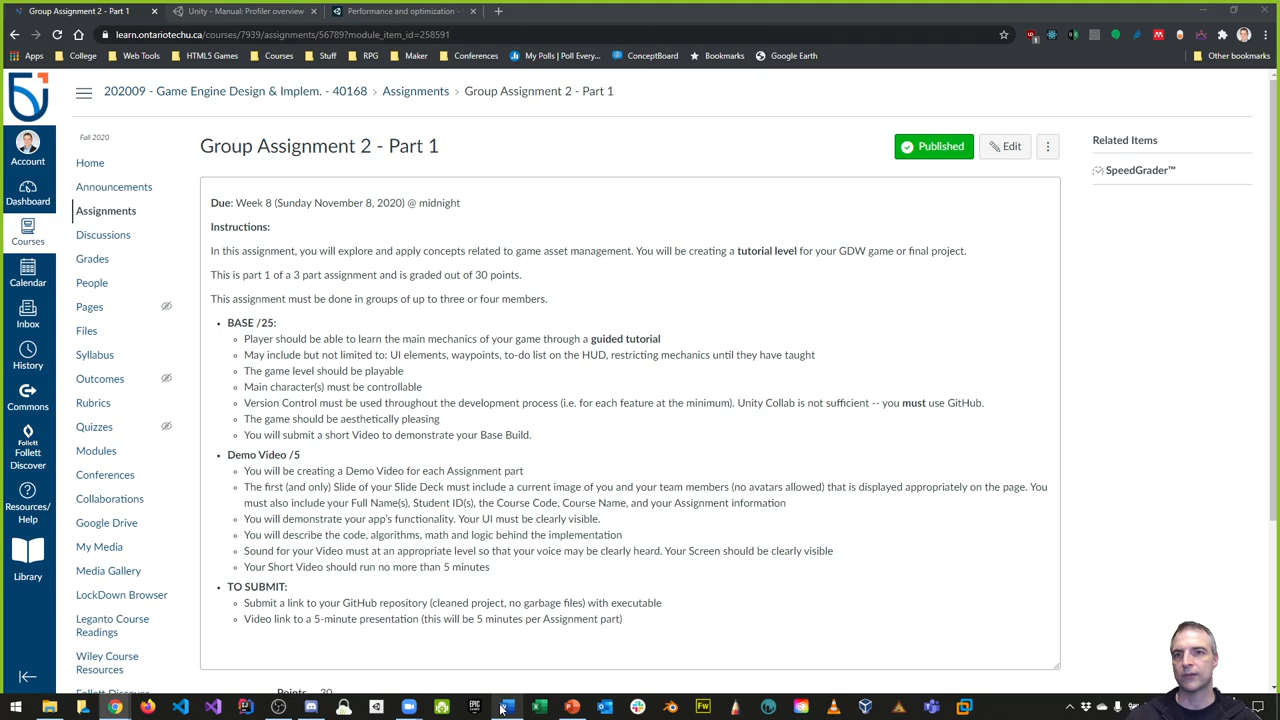 Group Assignment 2 - Part 1
Unity - Manual: Profiler overview
Performance and optimization -
learn.ontariotechu.ca/courses/7939/assignments/56789?module_item_id=258591
Apps College Web Tools HTML5 Games Courses Stuff RPG Maker Conferences My Polls | Poll Every... ConceptBoard Bookmarks Google Earth Other bookmarks
202009 - Game Engine Design & Implem. - 40168 > Assignments > Group Assignment 2 - Part 1
Account
Dashboard
Courses
Calendar
Inbox
History
Commons
Follett
Follett
Discover
Resources/
Help
Library
Fall 2020
Home
Announcements
Assignments
Discussions
Grades
People
Pages
Files
Syllabus
Outcomes
Rubrics
Quizzes
Modules
Conferences
Collaborations
Google Drive
My Media
Media Gallery
LockDown Browser
Leganto Course
Readings
Wiley Course
Resources
Follett Discover
Group Assignment 2 - Part 1
Published
Edit
Related Items
SpeedGrader™
Due: Week 8 (Sunday November 8, 2020) @ midnight
Instructions:
In this assignment, you will explore and apply concepts related to game asset management. You will be creating a tutorial level for your GDW game or final project.
This is part 1 of a 3 part assignment and is graded out of 30 points.
This assignment must be done in groups of up to three or four members.
BASE /25:
Player should be able to learn the main mechanics of your game through a guided tutorial
May include but not limited to: UI elements, waypoints, to-do list on the HUD, restricting mechanics until they have taught
The game level should be playable
Main character(s) must be controllable
Version Control must be used throughout the development process (i.e. for each feature at the minimum). Unity Collab is not sufficient -- you must use GitHub.
The game should be aesthetically pleasing
You will submit a short Video to demonstrate your Base Build.
Demo Video /5
You will be creating a Demo Video for each Assignment part
The first (and only) Slide of your Slide Deck must include a current image of you and your team members (no avatars allowed) that is displayed appropriately on the page. You
must also include your Full Name(s), Student ID(s), the Course Code, Course Name, and your Assignment information
You will demonstrate your app's functionality. Your UI must be clearly visible.
You will describe the code, algorithms, math and logic behind the implementation
Sound for your Video must at an appropriate level so that your voice may be clearly heard. Your Screen should be clearly visible
Your Short Video should run no more than 5 minutes
TO SUBMIT:
Submit a link to your GitHub repository (cleaned project, no garbage files) with executable
Video link to a 5-minute presentation (this will be 5 minutes per Assignment part)
Points 30